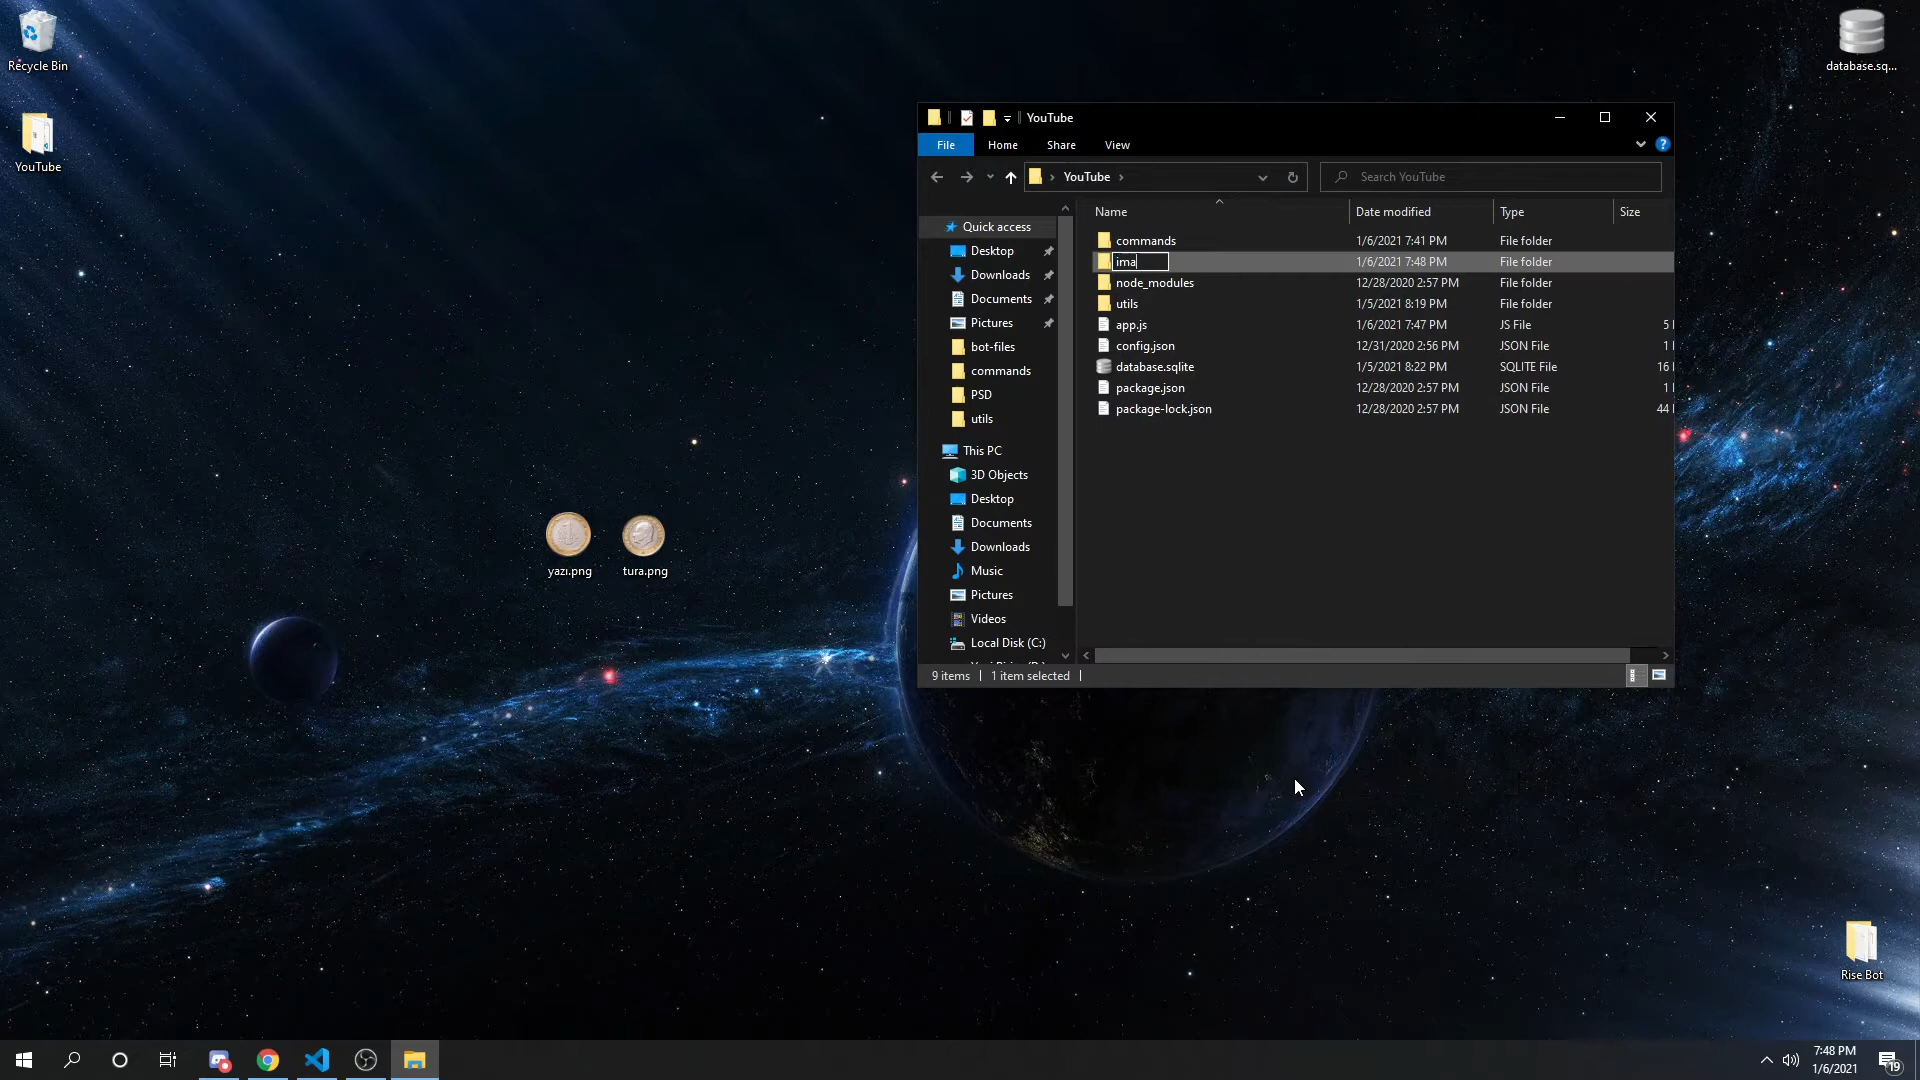 Recycle Bin
YouTube
database.sq...
YouTube
File Home Share View
YouTube
Search YouTube
Name Date modified Type Size
Quick access
Desktop
Downloads
Documents
Pictures
bot-files
commands
PSD
utils
This PC
3D Objects
Desktop
Documents
Downloads
Music
Pictures
Videos
Local Disk (C:)
commands 1/6/2021 7:41 PM File folder
ima 1/6/2021 7:48 PM File folder
node_modules 12/28/2020 2:57 PM File folder
utils 1/5/2021 8:19 PM File folder
app.js 1/6/2021 7:47 PM JS File 5
config.json 12/31/2020 2:56 PM JSON File 1
database.sqlite 1/5/2021 8:22 PM SQLITE File 16
package.json 12/28/2020 2:57 PM JSON File 1
package-lock.json 12/28/2020 2:57 PM JSON File 44
9 items 1 item selected
yazı.png
tura.png
Rise Bot
7:48 PM
1/6/2021
19